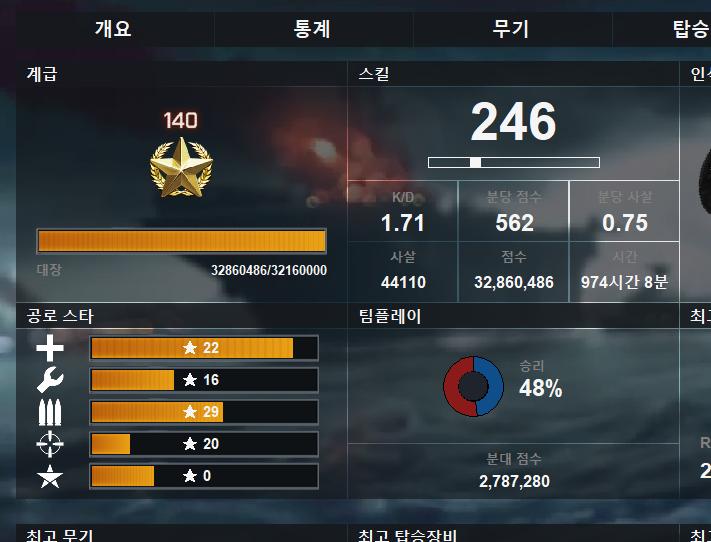 개요 통계 무기 탑승
계급 스킬
140
246
K/D 분당 점수 분당 사살
1.71 562 0.75
대장 32860486/32160000
사살 점수 시간
44110 32,860,486 974시간 8분
공로 스타 팀플레이 최고
22
16
29
20
0
승리
48%
분대 점수
2,787,280
최고 무기 최고 탑승장비